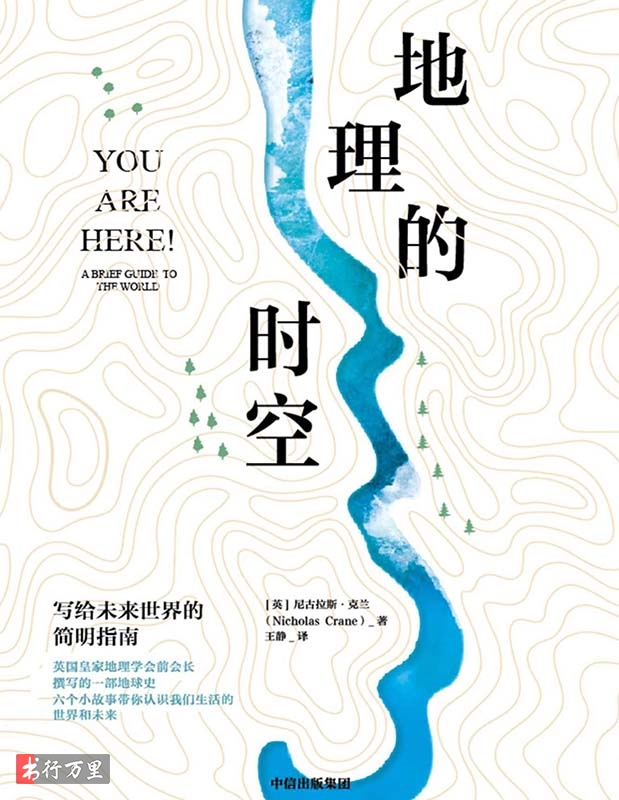 地理的
时空
YOU
ARE
HERE!
A BRIEF GUIDE TO
THE WORLD
写给未来世界的
简明指南
英国皇家地理学会前会长
撰写的一部地球史
六个小故事带你认识我们生活的
世界和未来
[英] 尼古拉斯·克兰
(Nicholas Crane)_著
王静_译
书行万里
中信出版集团